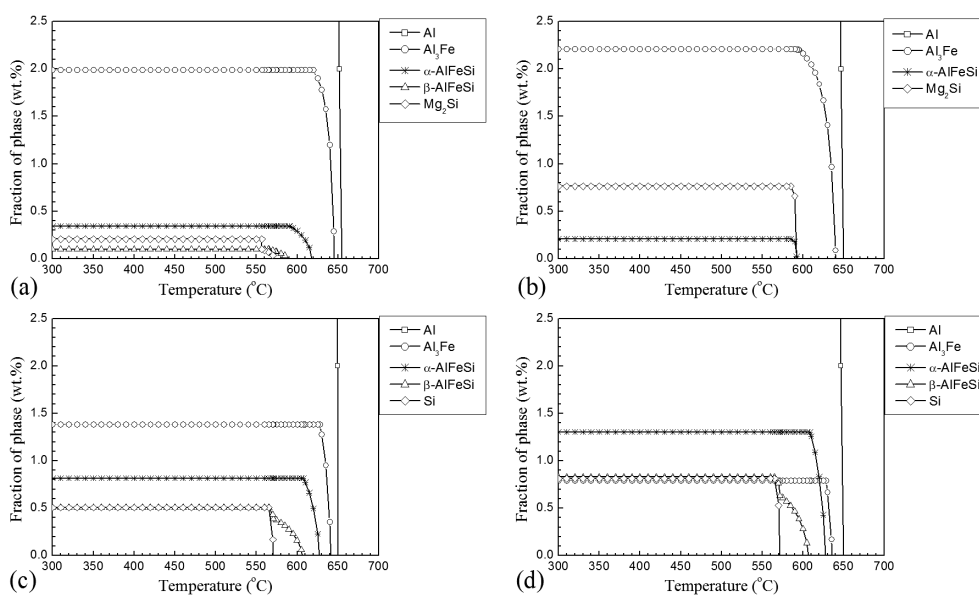 2.5
2.0
1.5
1.0
0.5
0.0
300 350 400 450 500 550 600 650 700
Fraction of phase (wt.%)
Temperature (°C)
Al
Al₃Fe
α-AlFeSi
β-AlFeSi
Mg₂Si
(a)
2.5
2.0
1.5
1.0
0.5
0.0
300 350 400 450 500 550 600 650 700
Fraction of phase (wt.%)
Temperature (°C)
Al
Al₃Fe
α-AlFeSi
Mg₂Si
(b)
2.5
2.0
1.5
1.0
0.5
0.0
300 350 400 450 500 550 600 650 700
Fraction of phase (wt.%)
Temperature (°C)
Al
Al₃Fe
α-AlFeSi
β-AlFeSi
Si
(c)
2.5
2.0
1.5
1.0
0.5
0.0
300 350 400 450 500 550 600 650 700
Fraction of phase (wt.%)
Temperature (°C)
Al
Al₃Fe
α-AlFeSi
β-AlFeSi
Si
(d)